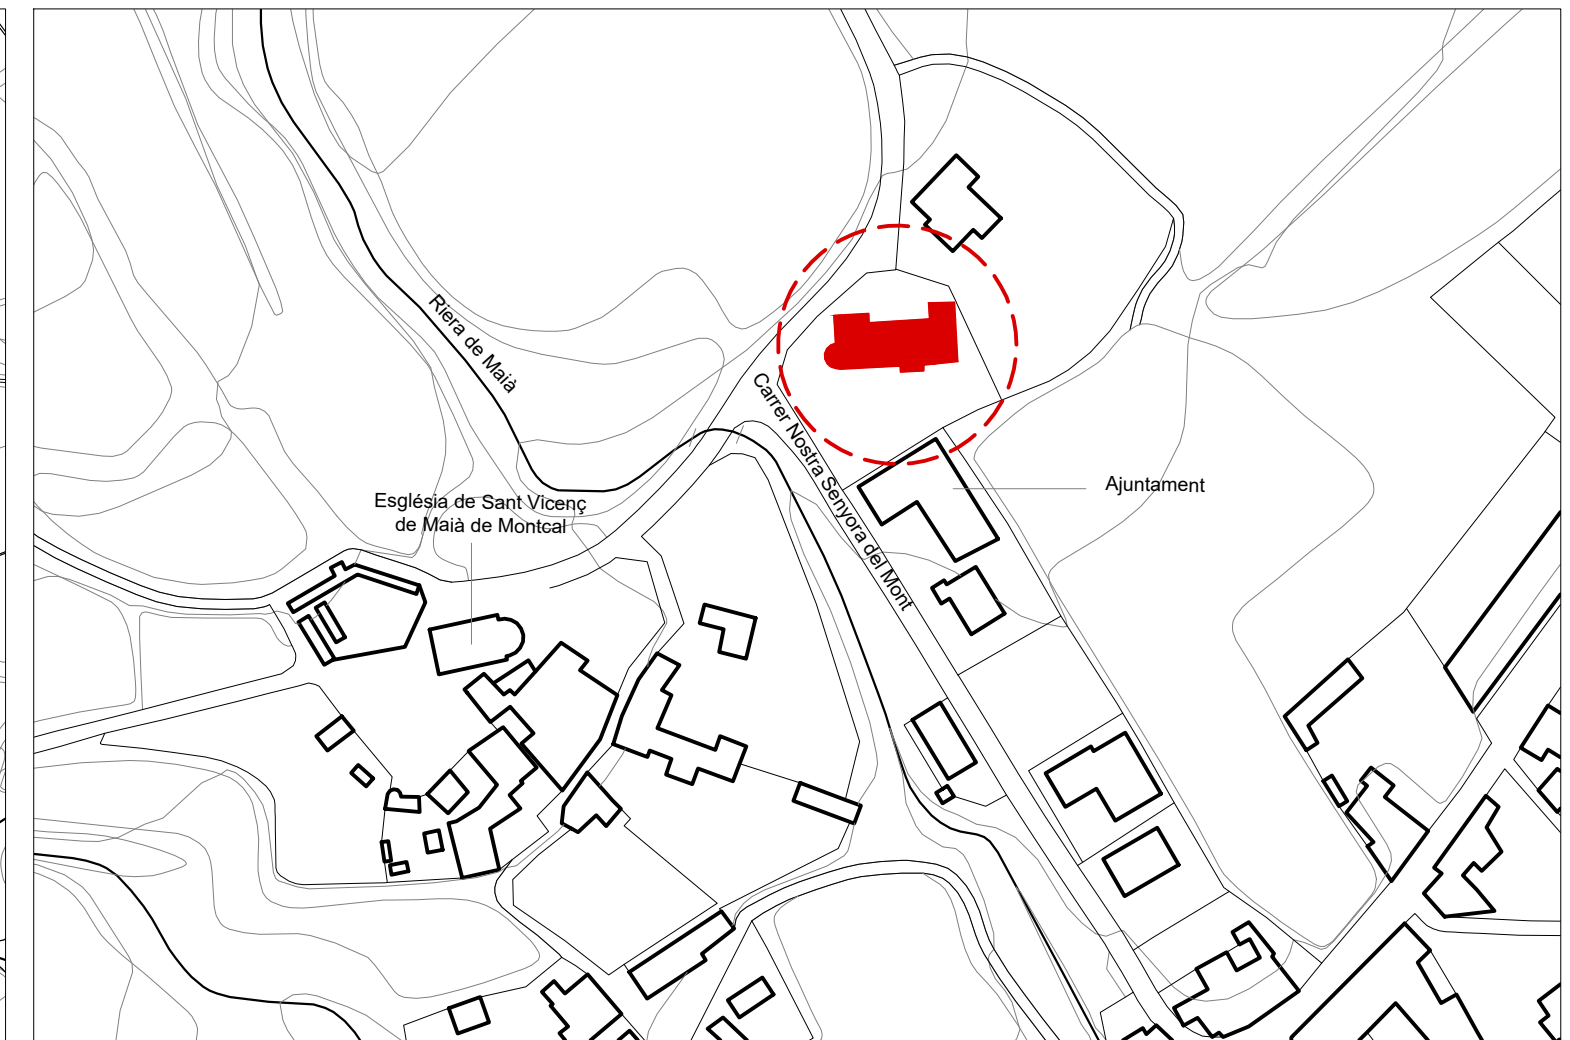 Riera de Maià
Carrer Nostra Senyora del Mont
Església de Sant Vicenç
de Maià de Montcal
Ajuntament